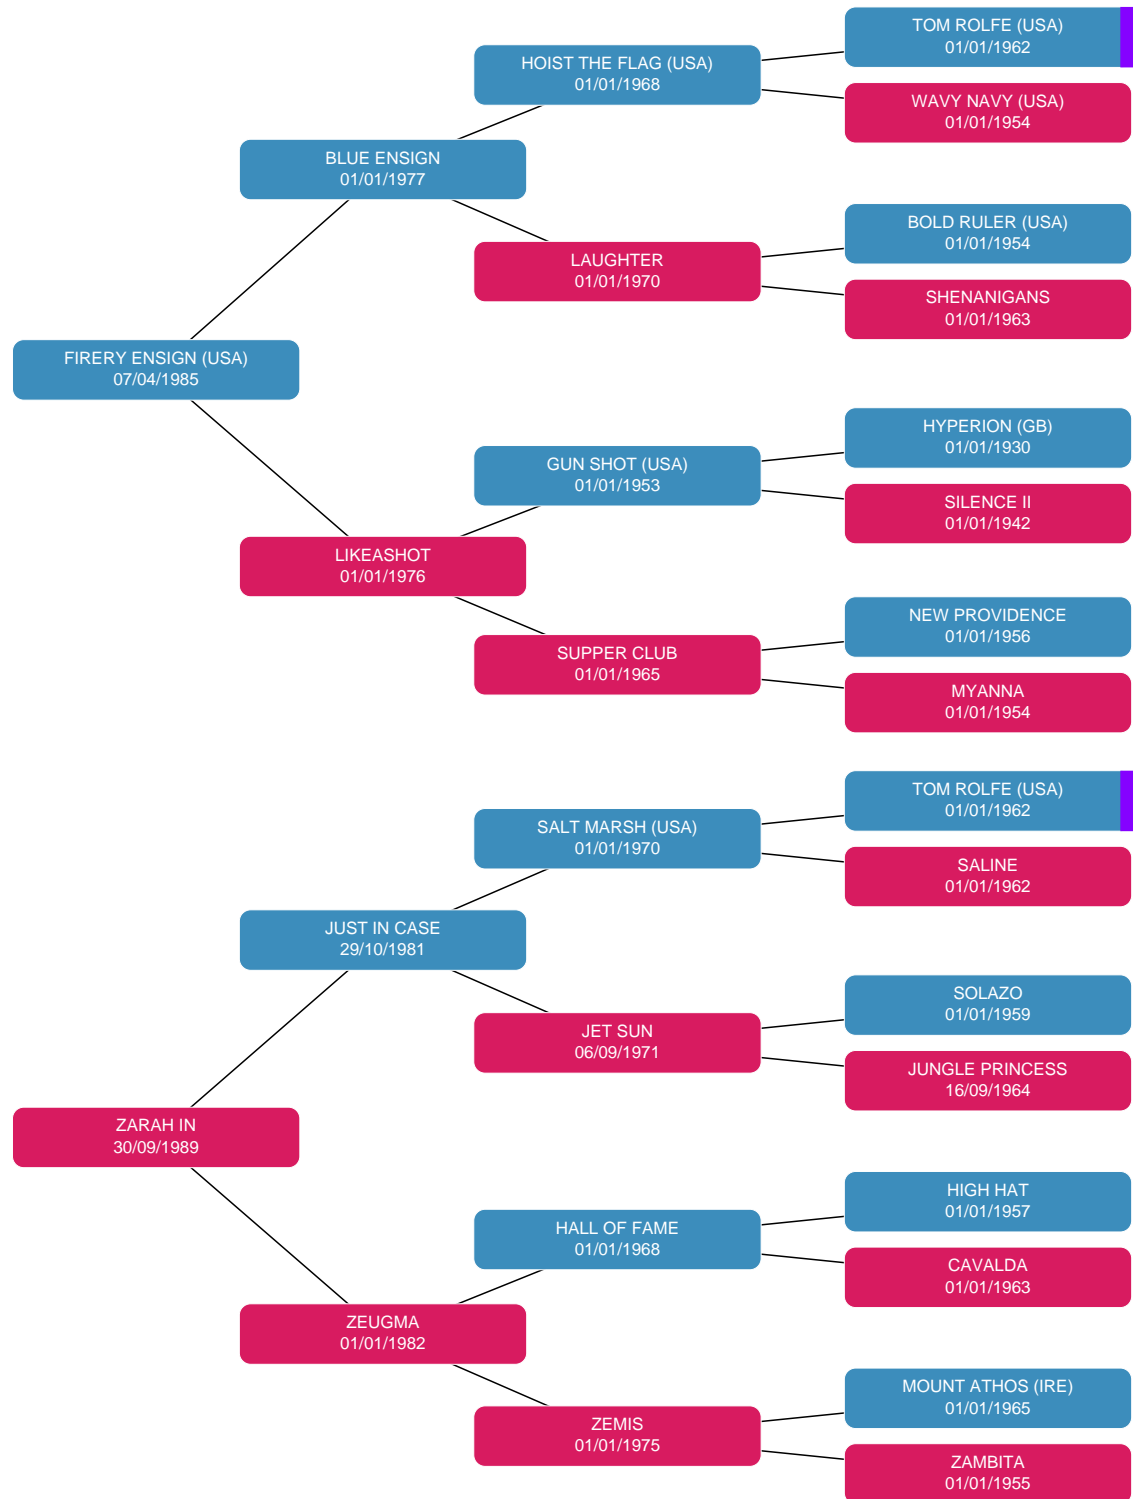 TOM ROLFE (USA)
01/01/1962
HOIST THE FLAG (USA)
01/01/1968
WAVY NAVY (USA)
01/01/1954
BLUE ENSIGN
01/01/1977
BOLD RULER (USA)
01/01/1954
LAUGHTER
01/01/1970
SHENANIGANS
01/01/1963
FIRERY ENSIGN (USA)
07/04/1985
HYPERION (GB)
01/01/1930
GUN SHOT (USA)
01/01/1953
SILENCE II
01/01/1942
LIKEASHOT
01/01/1976
NEW PROVIDENCE
01/01/1956
SUPPER CLUB
01/01/1965
MYANNA
01/01/1954
TOM ROLFE (USA)
01/01/1962
SALT MARSH (USA)
01/01/1970
SALINE
01/01/1962
JUST IN CASE
29/10/1981
SOLAZO
01/01/1959
JET SUN
06/09/1971
JUNGLE PRINCESS
16/09/1964
ZARAH IN
30/09/1989
HIGH HAT
01/01/1957
HALL OF FAME
01/01/1968
CAVALDA
01/01/1963
ZEUGMA
01/01/1982
MOUNT ATHOS (IRE)
01/01/1965
ZEMIS
01/01/1975
ZAMBITA
01/01/1955